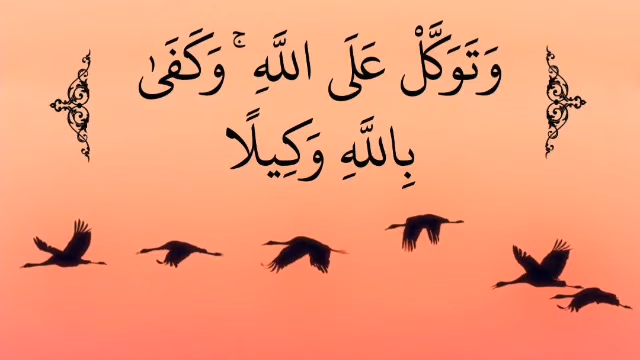 وَتَوَكَّلْ عَلَى اللَّهِ ۚ وَكَفَىٰ
بِاللَّهِ وَكِيلًا